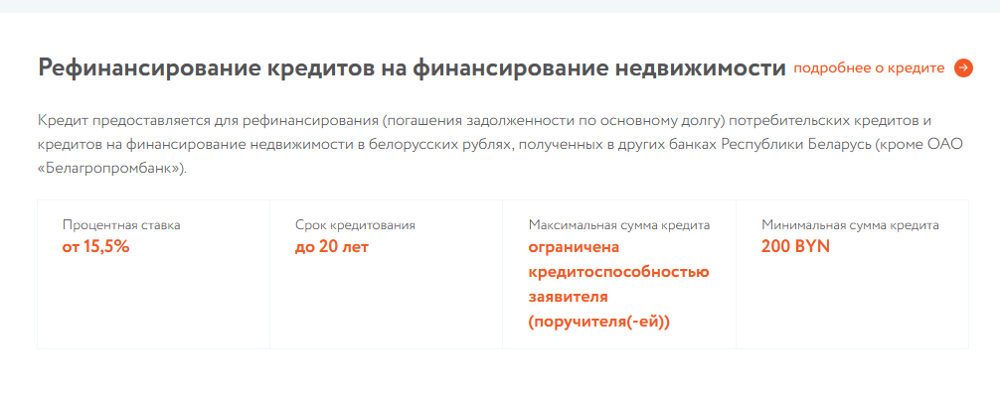 Рефинансирование кредитов на финансирование недвижимости подробнее о кредите
Кредит предоставляется для рефинансирования (погашения задолженности по основному долгу) потребительских кредитов и
кредитов на финансирование недвижимости в белорусских рублях, полученных в других банках Республики Беларусь (кроме ОАО
«Белагропромбанк»).
Процентная ставка
от 15,5%
Срок кредитования
до 20 лет
Максимальная сумма кредита
ограничена
кредитоспособностью
заявителя
(поручителя(-ей))
Минимальная сумма кредита
200 BYN